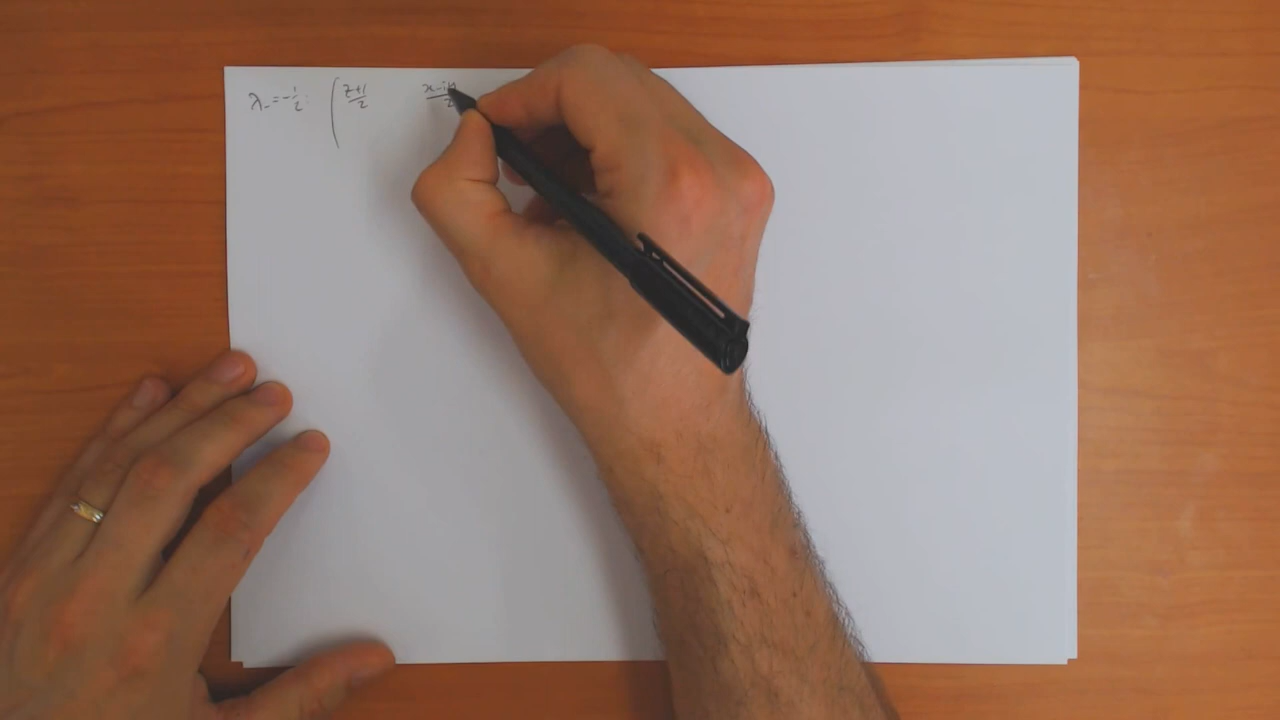 λ₋ = -1/2 : ( (z+1)/2 (x-iy)/2